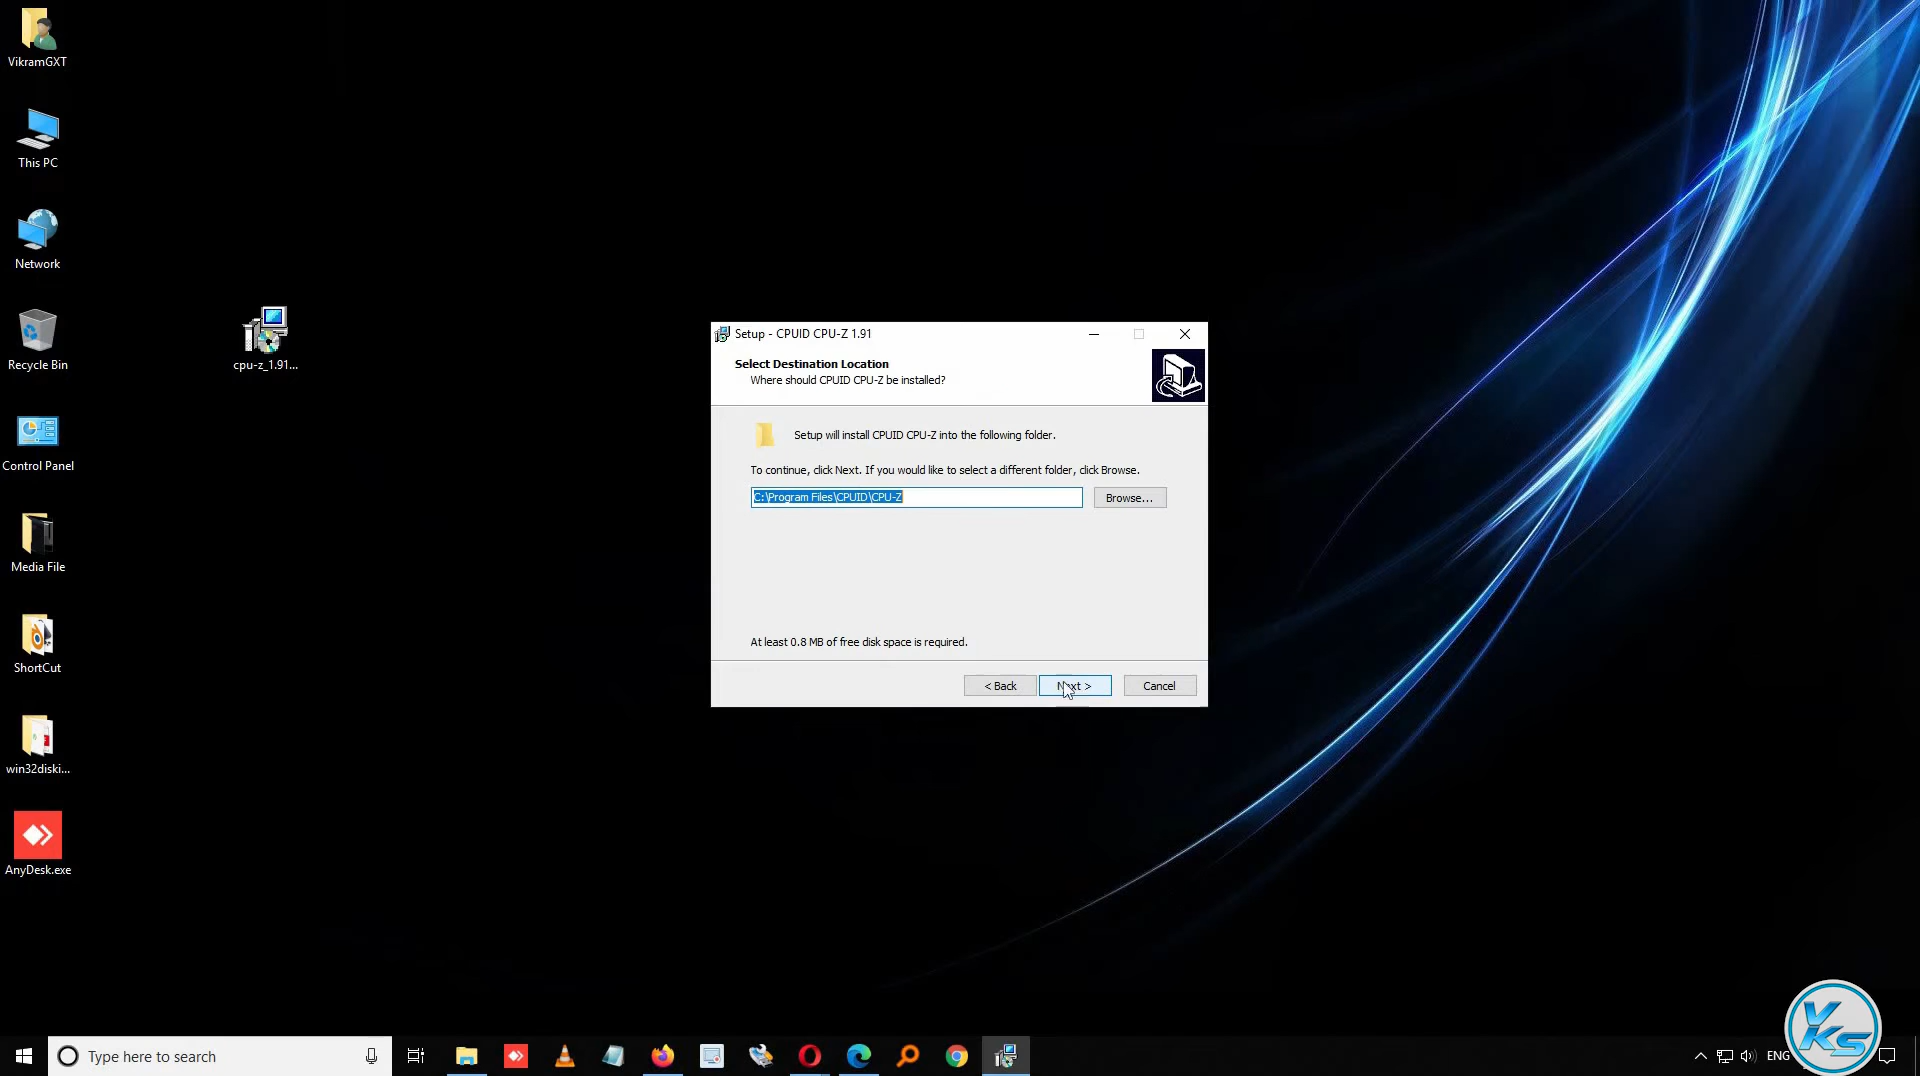 VikramGXT
This PC
Network
Recycle Bin
Control Panel
Media File
ShortCut
win32diski...
AnyDesk.exe
cpu-z_1.91...
Setup - CPUID CPU-Z 1.91
Select Destination Location
Where should CPUID CPU-Z be installed?
Setup will install CPUID CPU-Z into the following folder.
To continue, click Next. If you would like to select a different folder, click Browse.
C:\Program Files\CPUID\CPU-Z
Browse...
At least 0.8 MB of free disk space is required.
< Back
Next >
Cancel
Type here to search
ENG
VKS